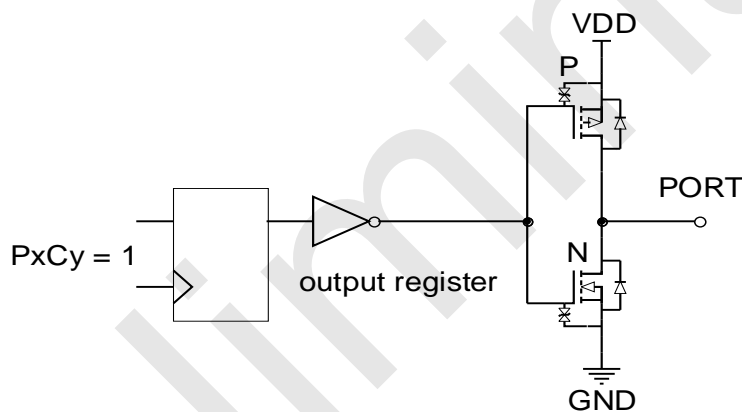 VDD
P
PORT
PxCy = 1
N
output register
GND